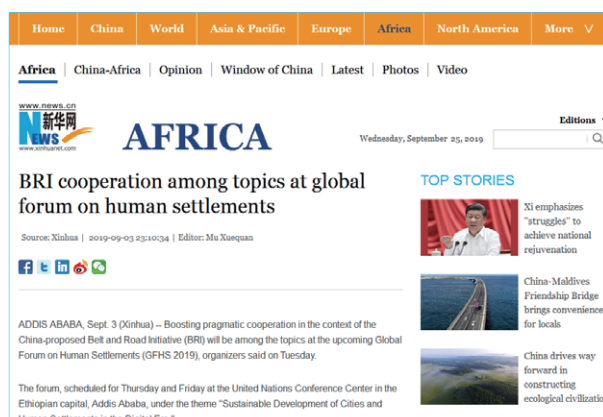 Home China World Asia & Pacific Europe Africa North America More
Africa China-Africa Opinion Window of China Latest Photos Video
www.news.cn
新华网
NEWS
www.xinhuanet.com
AFRICA
Editions
Wednesday, September 25, 2019
BRI cooperation among topics at global
forum on human settlements
Source: Xinhua | 2019-09-03 23:10:34 | Editor: Mu Xuequan
ADDIS ABABA, Sept. 3 (Xinhua) -- Boosting pragmatic cooperation in the context of the
China-proposed Belt and Road Initiative (BRI) will be among the topics at the upcoming Global
Forum on Human Settlements (GFHS 2019), organizers said on Tuesday.
The forum, scheduled for Thursday and Friday at the United Nations Conference Center in the
Ethiopian capital, Addis Ababa, under the theme "Sustainable Development of Cities and
Human Settlements in the Digital Era,"
TOP STORIES
Xi emphasizes
"struggles" to
achieve national
rejuvenation
China-Maldives
Friendship Bridge
brings convenience
for locals
China drives way
forward in
constructing
ecological